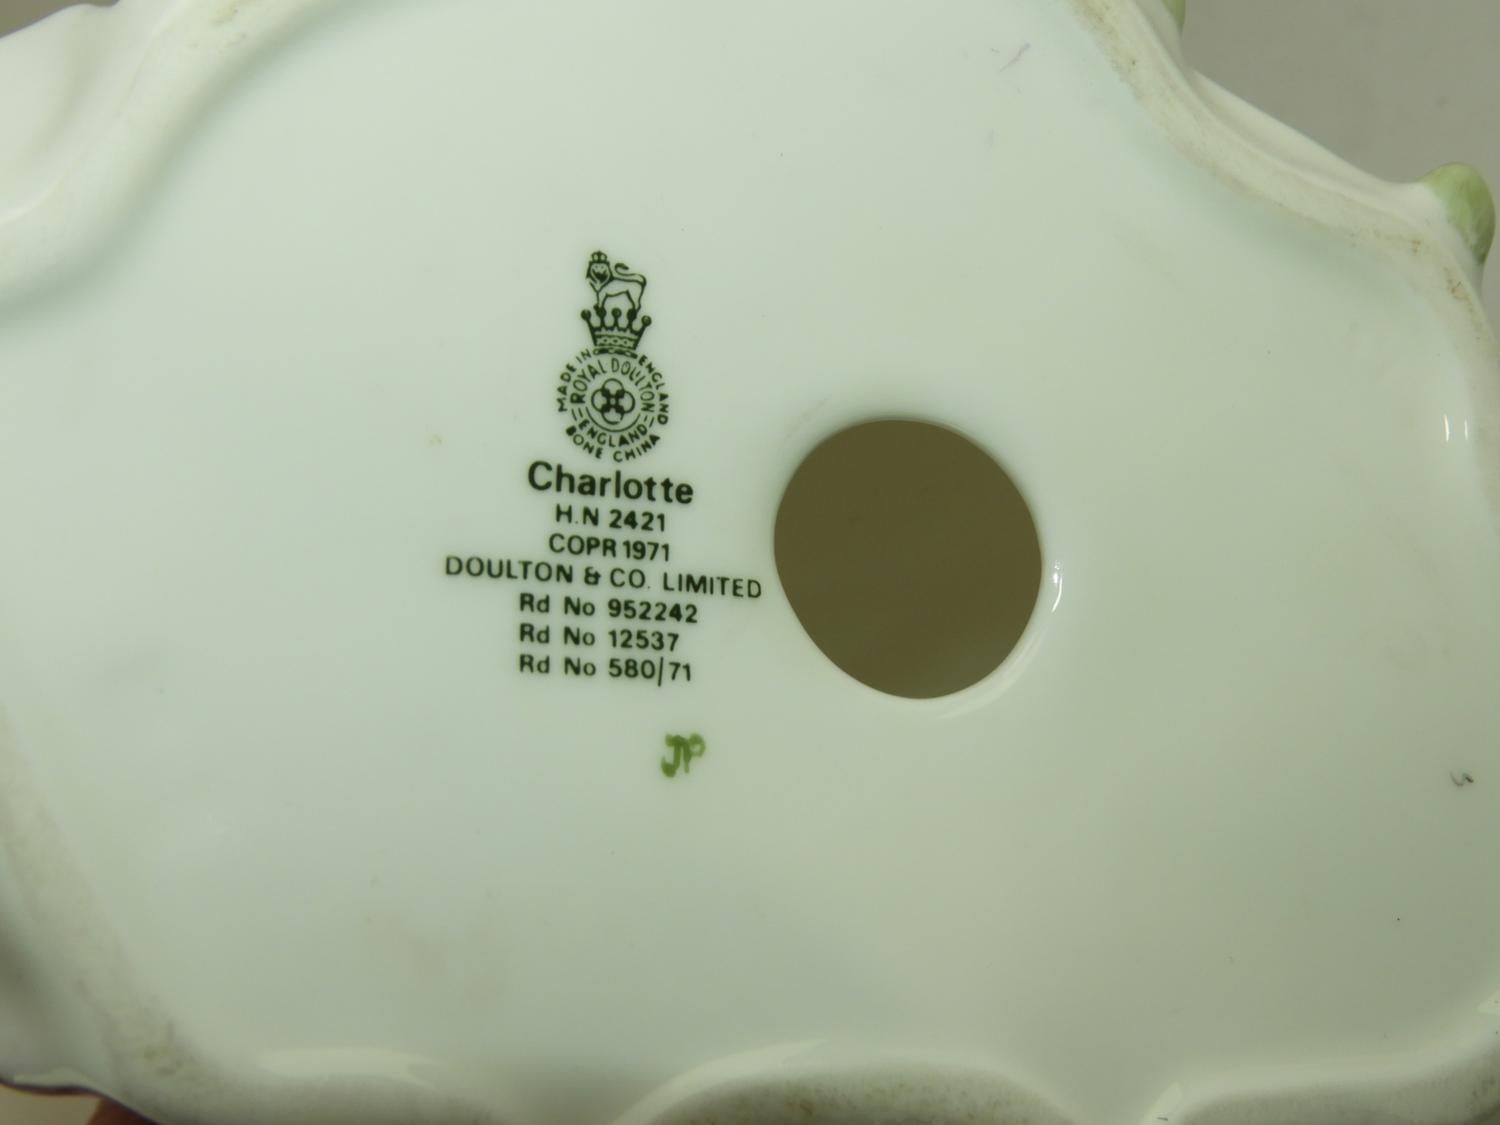 MADE IN ENGLAND
ROYAL DOULTON
ENGLAND
BONE CHINA
Charlotte
H.N 2421
COPR 1971
DOULTON & CO. LIMITED
Rd No 952242
Rd No 12537
Rd No 580/71